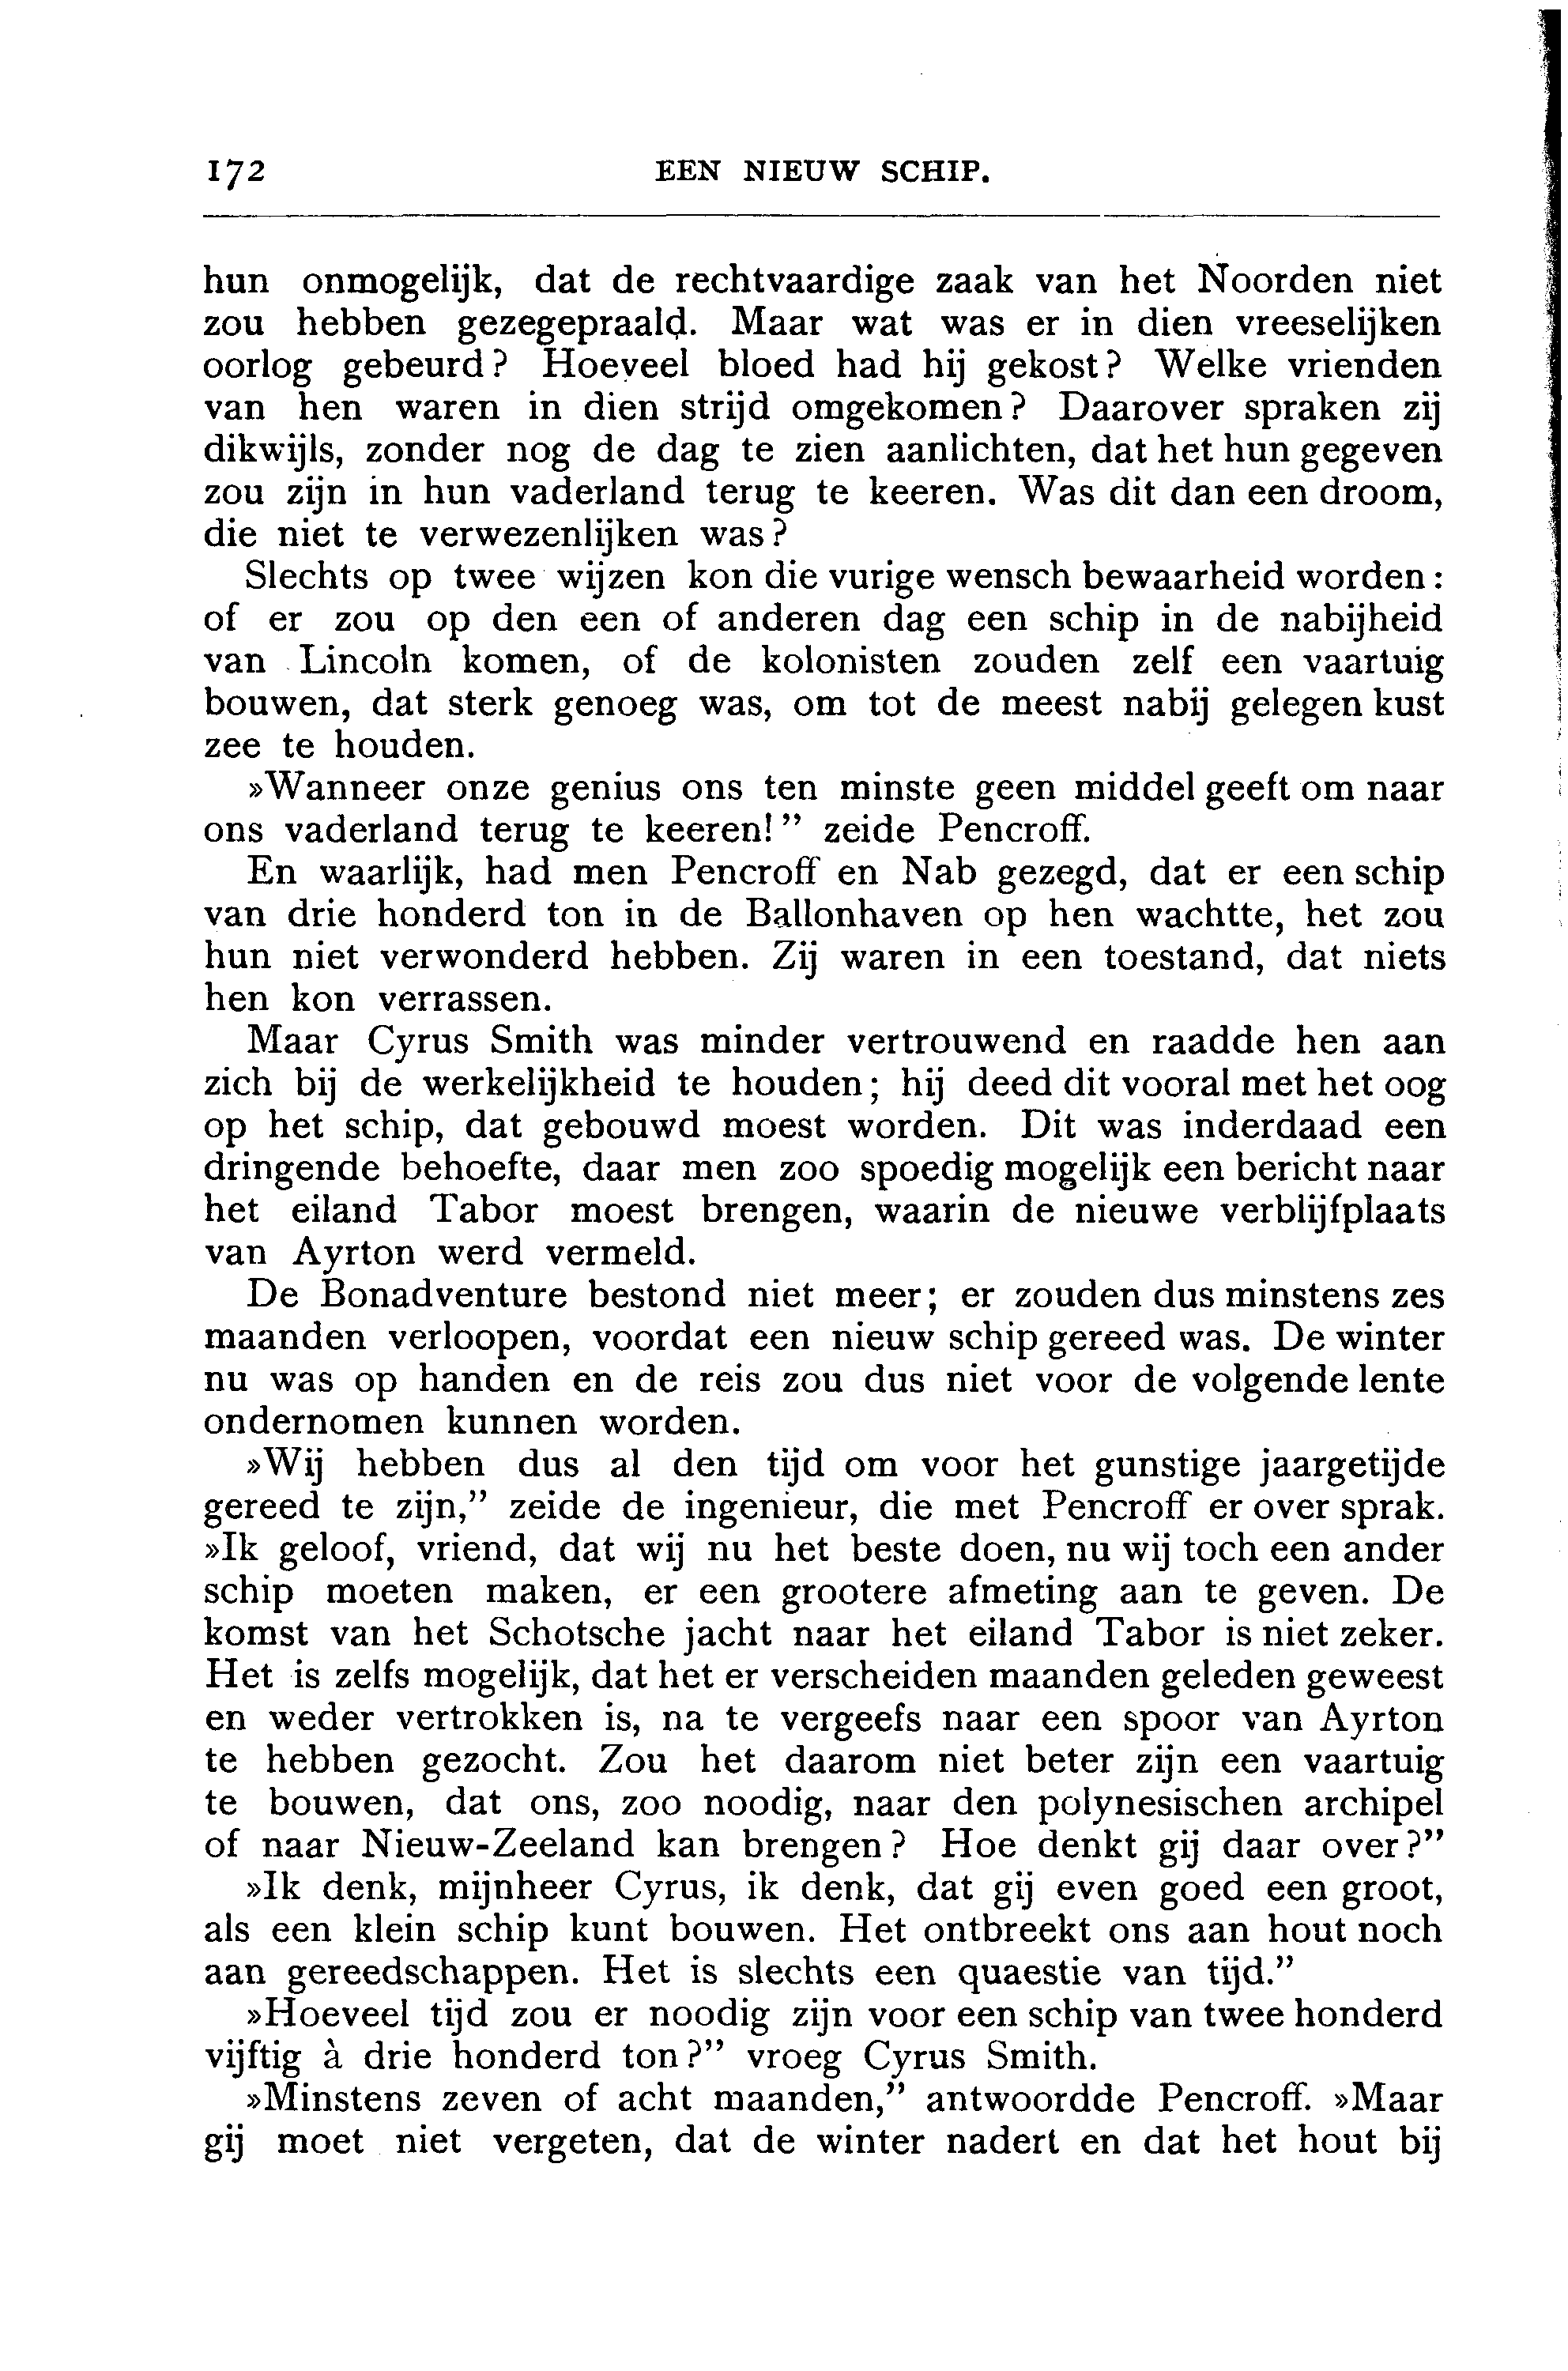 172 EEN NIEUW SCHIP.
hun onmogelijk, dat de rechtvaardige zaak van het Noorden niet
zou hebben gezegepraald. Maar wat was er in dien vreeselijken
oorlog gebeurd? Hoeveel bloed had hij gekost? Welke vrienden
van hen waren in dien strijd omgekomen? Daarover spraken zij
dikwijls, zonder nog de dag te zien aanlichten, dat het hun gegeven
zou zijn in hun vaderland terug te keeren. Was dit dan een droom,
die niet te verwezenlijken was?
Slechts op twee wijzen kon die vurige wensch bewaarheid worden:
of er zou op den een of anderen dag een schip in de nabijheid
van Lincoln komen, of de kolonisten zouden zelf een vaartuig
bouwen, dat sterk genoeg was, om tot de meest nabij gelegen kust
zee te houden.
»Wanneer onze genius ons ten minste geen middel geeft om naar
ons vaderland terug te keeren!” zeide Pencroff.
En waarlijk, had men Pencroff en Nab gezegd, dat er een schip
van drie honderd ton in de Ballonhaven op hen wachtte, het zou
hun niet verwonderd hebben. Zij waren in een toestand, dat niets
hen kon verrassen.
Maar Cyrus Smith was minder vertrouwend en raadde hen aan
zich bij de werkelijkheid te houden; hij deed dit vooral met het oog
op het schip, dat gebouwd moest worden. Dit was inderdaad een
dringende behoefte, daar men zoo spoedig mogelijk een bericht naar
het eiland Tabor moest brengen, waarin de nieuwe verblijfplaats
van Ayrton werd vermeld.
De Bonadventure bestond niet meer; er zouden dus minstens zes
maanden verloopen, voordat een nieuw schip gereed was. De winter
nu was op handen en de reis zou dus niet voor de volgende lente
ondernomen kunnen worden.
»Wij hebben dus al den tijd om voor het gunstige jaargetijde
gereed te zijn,” zeide de ingenieur, die met Pencroff er over sprak.
»Ik geloof, vriend, dat wij nu het beste doen, nu wij toch een ander
schip moeten maken, er een grootere afmeting aan te geven. De
komst van het Schotsche jacht naar het eiland Tabor is niet zeker.
Het is zelfs mogelijk, dat het er verscheiden maanden geleden geweest
en weder vertrokken is, na te vergeefs naar een spoor van Ayrton
te hebben gezocht. Zou het daarom niet beter zijn een vaartuig
te bouwen, dat ons, zoo noodig, naar den polynesischen archipel
of naar Nieuw-Zeeland kan brengen? Hoe denkt gij daar over?”
»Ik denk, mijnheer Cyrus, ik denk, dat gij even goed een groot,
als een klein schip kunt bouwen. Het ontbreekt ons aan hout noch
aan gereedschappen. Het is slechts een quaestie van tijd.”
»Hoeveel tijd zou er noodig zijn voor een schip van twee honderd
vijftig à drie honderd ton?” vroeg Cyrus Smith.
»Minstens zeven of acht maanden,” antwoordde Pencroff. »Maar
gij moet niet vergeten, dat de winter nadert en dat het hout bij